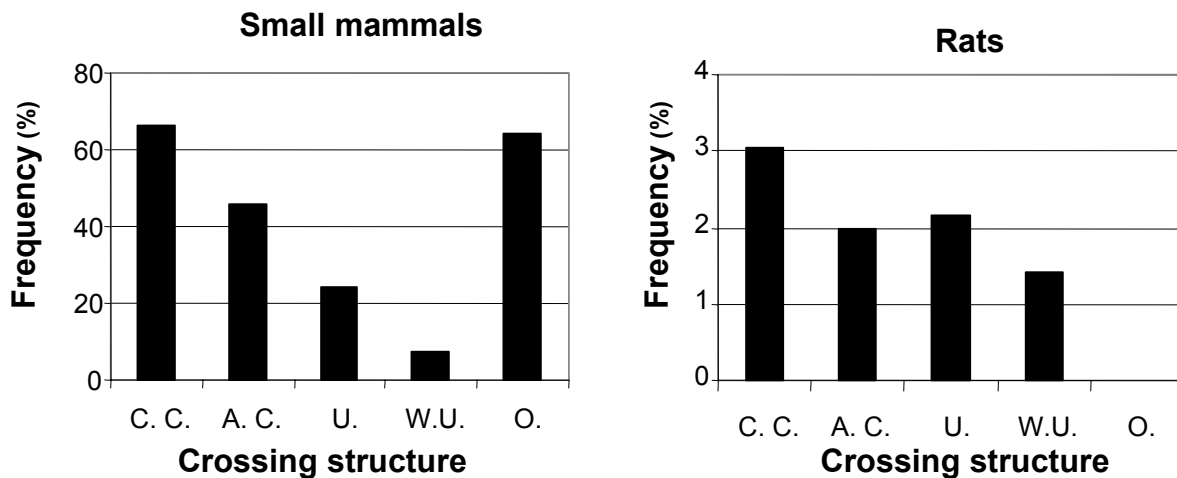 Small mammals
Frequency (%)
80
60
40
20
0
C. C. A. C. U. W.U. O.
Crossing structure
Rats
Frequency (%)
4
3
2
1
0
C. C. A. C. U. W.U. O.
Crossing structure